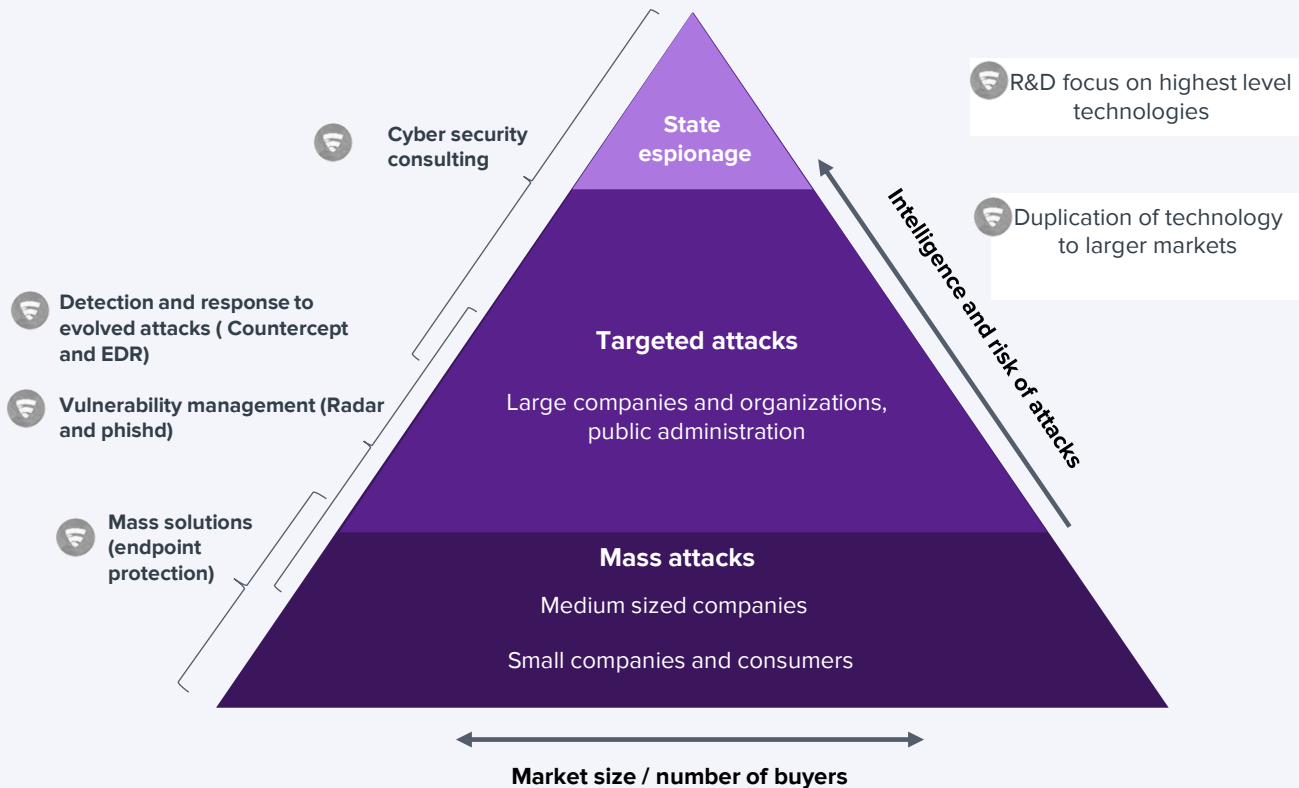 State
espionage
Targeted attacks
Large companies and organizations,
public administration
Mass attacks
Medium sized companies
Small companies and consumers
Cyber security
consulting
Detection and response to
evolved attacks ( Countercept
and EDR)
Vulnerability management (Radar
and phishd)
Mass solutions
(endpoint
protection)
R&D focus on highest level
technologies
Duplication of technology
to larger markets
Intelligence and risk of attacks
Market size / number of buyers